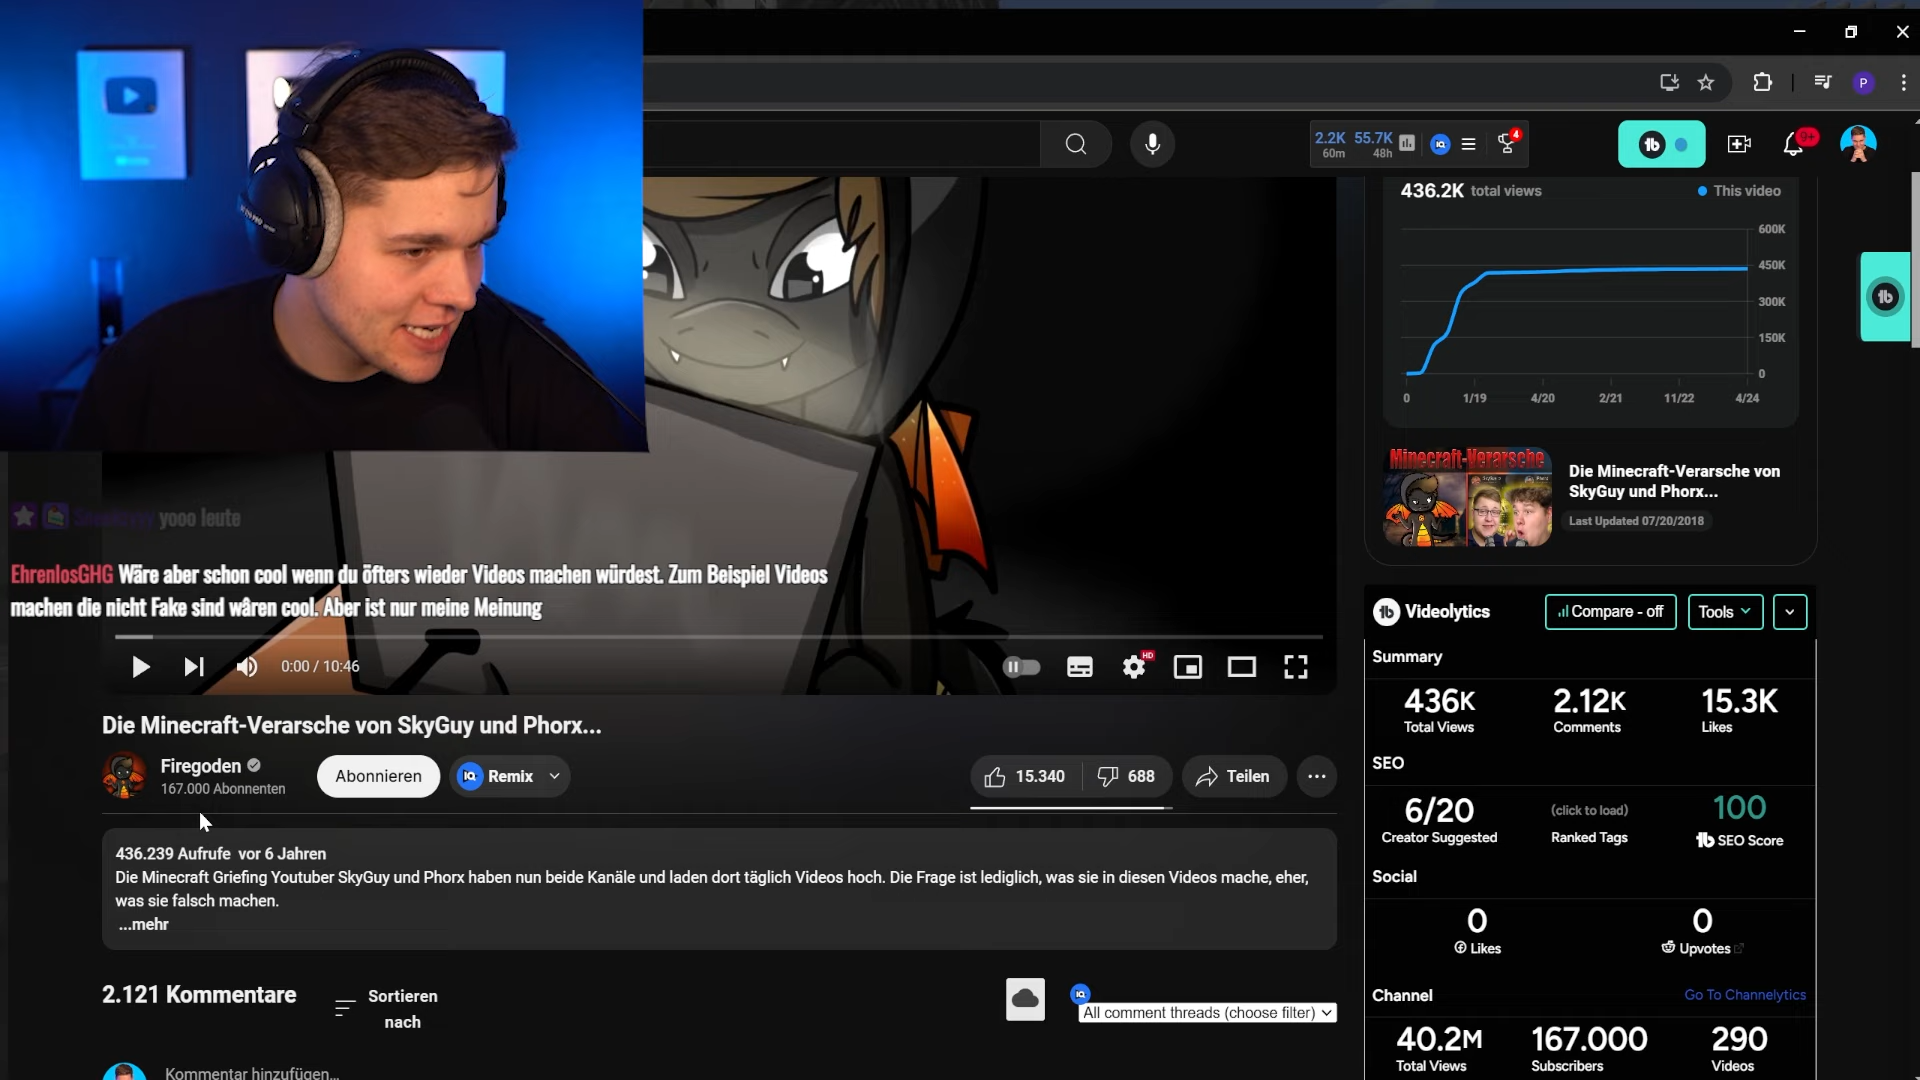 2.2K 55.7K
60m 48h
4
9+
P
436.2K total views
This video
600K
450K
300K
150K
0
0 1/19 4/20 2/21 11/22 4/24
Minecraft-Verarsche
Die Minecraft-Verarsche von
SkyGuy und Phorx...
Last Updated 07/20/2018
yooo leute
EhrenlosGHG Wäre aber schon cool wenn du öfters wieder Videos machen würdest. Zum Beispiel Videos
machen die nicht Fake sind wâren cool. Aber ist nur meine Meinung
0:00 / 10:46
HD
Die Minecraft-Verarsche von SkyGuy und Phorx...
Firegoden
167.000 Abonnenten
Abonnieren
Remix
15.340
688
Teilen
436.239 Aufrufe vor 6 Jahren
Die Minecraft Griefing Youtuber SkyGuy und Phorx haben nun beide Kanäle und laden dort täglich Videos hoch. Die Frage ist lediglich, was sie in diesen Videos mache, eher,
was sie falsch machen.
...mehr
2.121 Kommentare
Sortieren
nach
All comment threads (choose filter)
Kommentar hinzufügen...
Videolytics
Compare - off
Tools
Summary
436K 2.12K 15.3K
Total Views Comments Likes
SEO
6/20 (click to load) 100
Creator Suggested Ranked Tags SEO Score
Social
0 0
Likes Upvotes
Channel Go To Channelytics
40.2M 167.000 290
Total Views Subscribers Videos